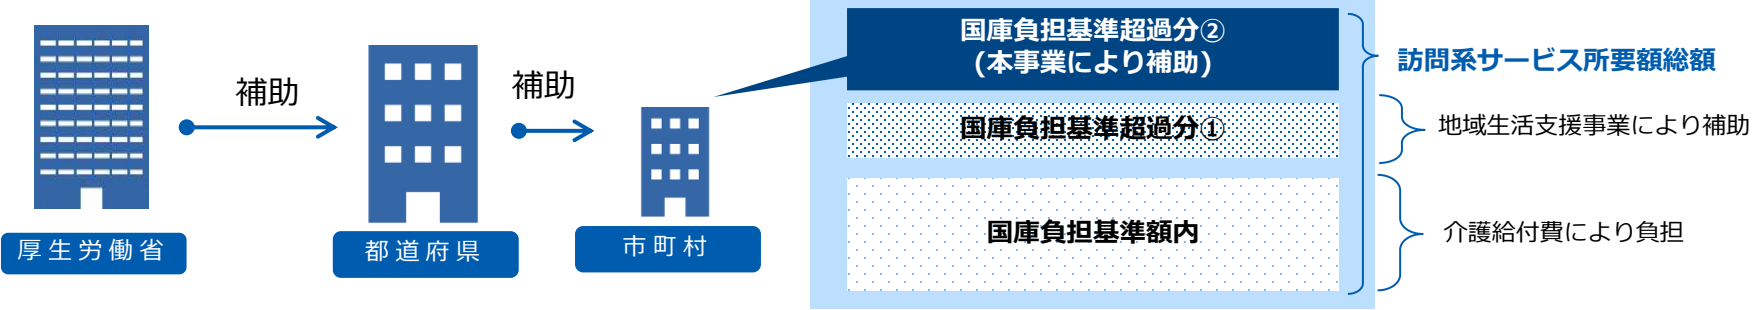 補助
補助
厚生労働省
都道府県
市町村
国庫負担基準超過分②
(本事業により補助)
国庫負担基準超過分①
国庫負担基準額内
訪問系サービス所要額総額
地域生活支援事業により補助
介護給付費により負担